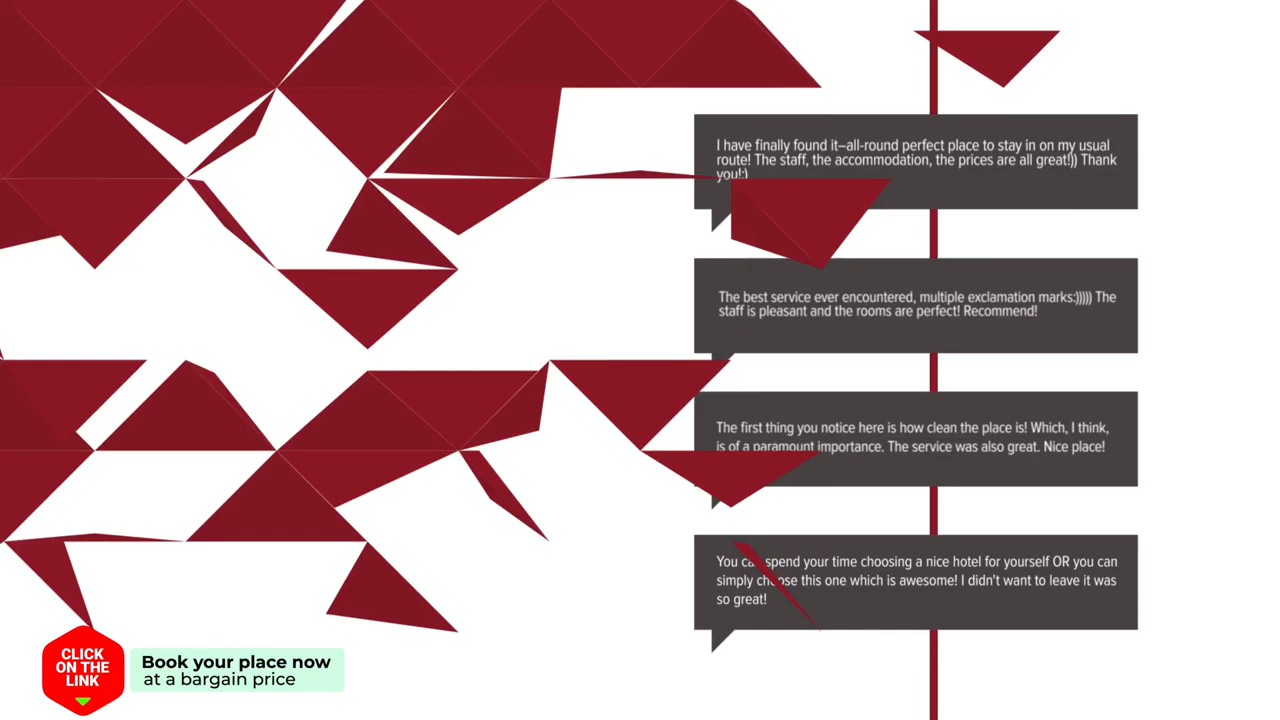 I have finally found it–all-round perfect place to stay in on my usual
route! The staff, the accommodation, the prices are all great!)) Thank
you!:)
The best service ever encountered, multiple exclamation marks:))))) The
staff is pleasant and the rooms are perfect! Recommend!
The first thing you notice here is how clean the place is! Which, I think,
is of a paramount importance. The service was also great. Nice place!
You can spend your time choosing a nice hotel for yourself OR you can
simply choose this one which is awesome! I didn't want to leave it was
so great!
CLICK
ON THE
LINK
Book your place now
at a bargain price